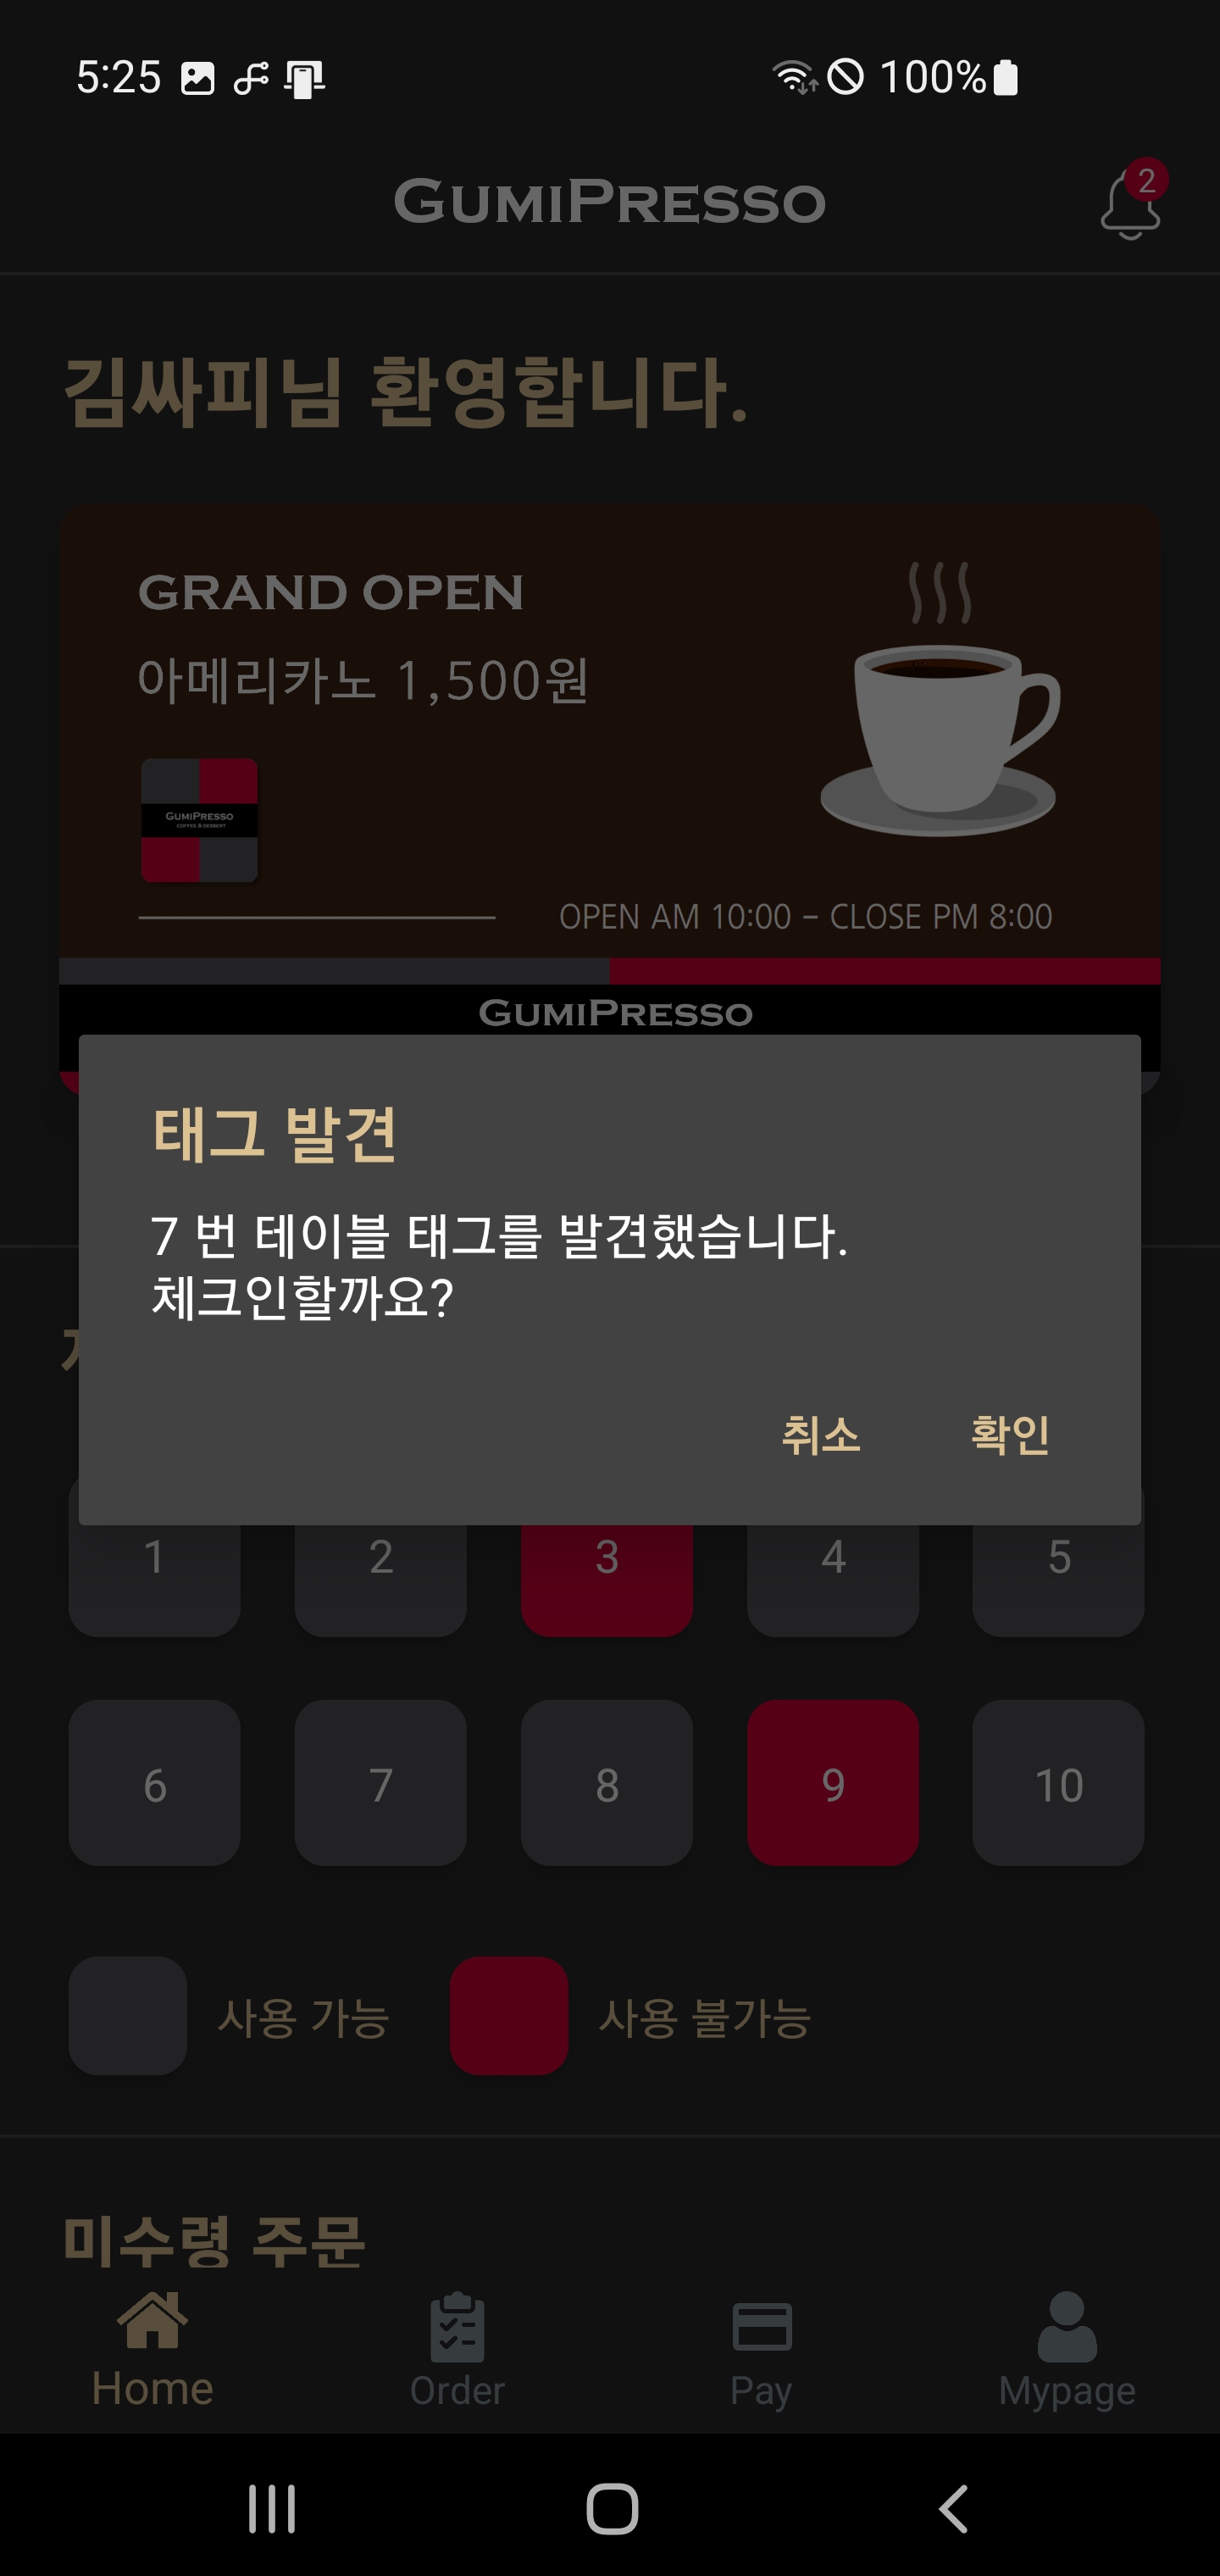 5:25 100%
GUMIPRESSO
2
김싸피님 환영합니다.
GRAND OPEN
아메리카노 1,500원
GUMIPRESSO
COFFEE & DESSERT
OPEN AM 10:00 - CLOSE PM 8:00
GUMIPRESSO
태그 발견
7 번 테이블 태그를 발견했습니다.
체크인할까요?
취소 확인
1 2 3 4 5
6 7 8 9 10
사용 가능 사용 불가능
미수령 주문
Home Order Pay Mypage